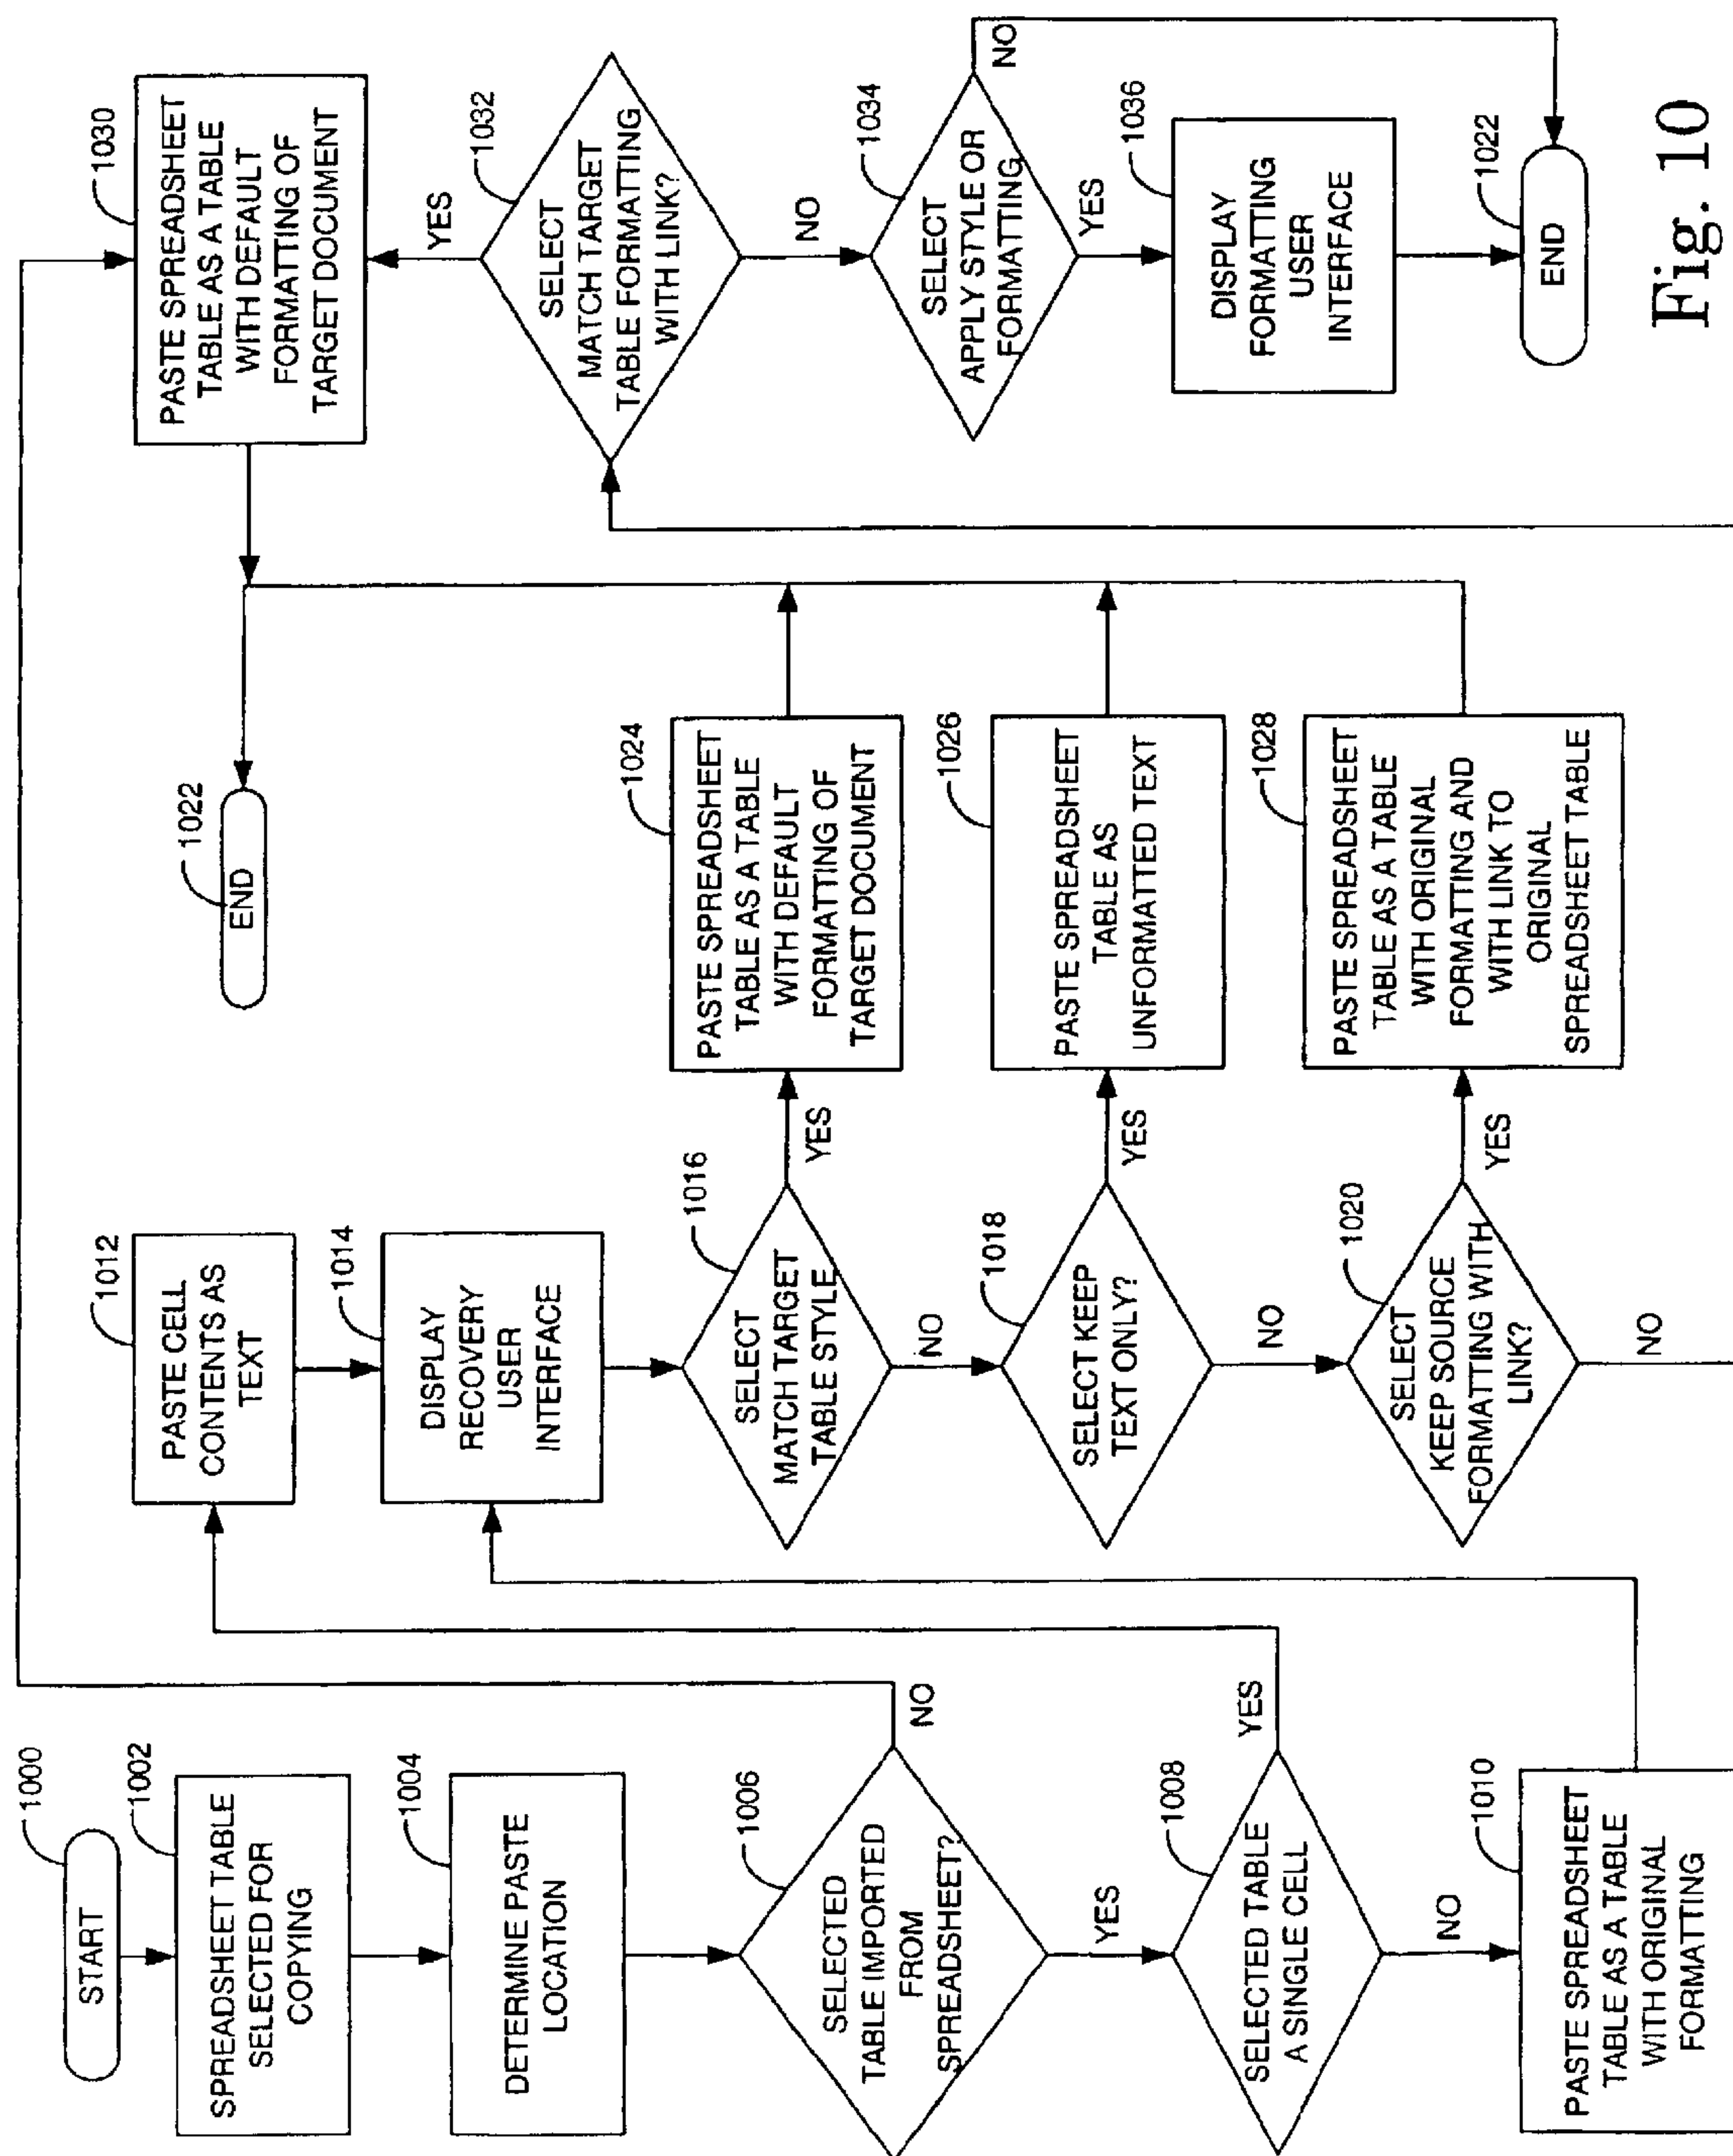 START
1000
SPREADSHEET TABLE
SELECTED FOR
COPYING
1002
DETERMINE PASTE
LOCATION
1004
SELECTED
TABLE IMPORTED
FROM
SPREADSHEET?
1006
NO
YES
SELECTED TABLE
A SINGLE CELL
1008
YES
NO
PASTE SPREADSHEET
TABLE AS A TABLE
WITH ORIGINAL
FORMATTING
1010
PASTE CELL
CONTENTS AS
TEXT
1012
DISPLAY
RECOVERY
USER
INTERFACE
1014
SELECT
MATCH TARGET
TABLE STYLE
1016
YES
NO
SELECT KEEP
TEXT ONLY?
1018
YES
NO
SELECT
KEEP SOURCE
FORMATTING WITH
LINK?
1020
YES
NO
END
1022
PASTE SPREADSHEET
TABLE AS A TABLE
WITH DEFAULT
FORMATTING OF
TARGET DOCUMENT
1024
PASTE SPREADSHEET
TABLE AS
UNFORMATTED TEXT
1026
PASTE SPREADSHEET
TABLE AS A TABLE
WITH ORIGINAL
FORMATTING AND
WITH LINK TO
ORIGINAL
SPREADSHEET TABLE
1028
PASTE SPREADSHEET
TABLE AS A TABLE
WITH DEFAULT
FORMATTING OF
TARGET DOCUMENT
1030
YES
SELECT
MATCH TARGET
TABLE FORMATTING
WITH LINK?
1032
NO
SELECT
APPLY STYLE OR
FORMATTING
1034
NO
YES
DISPLAY
FORMATTING
USER
INTERFACE
1036
END
1022
Fig. 10